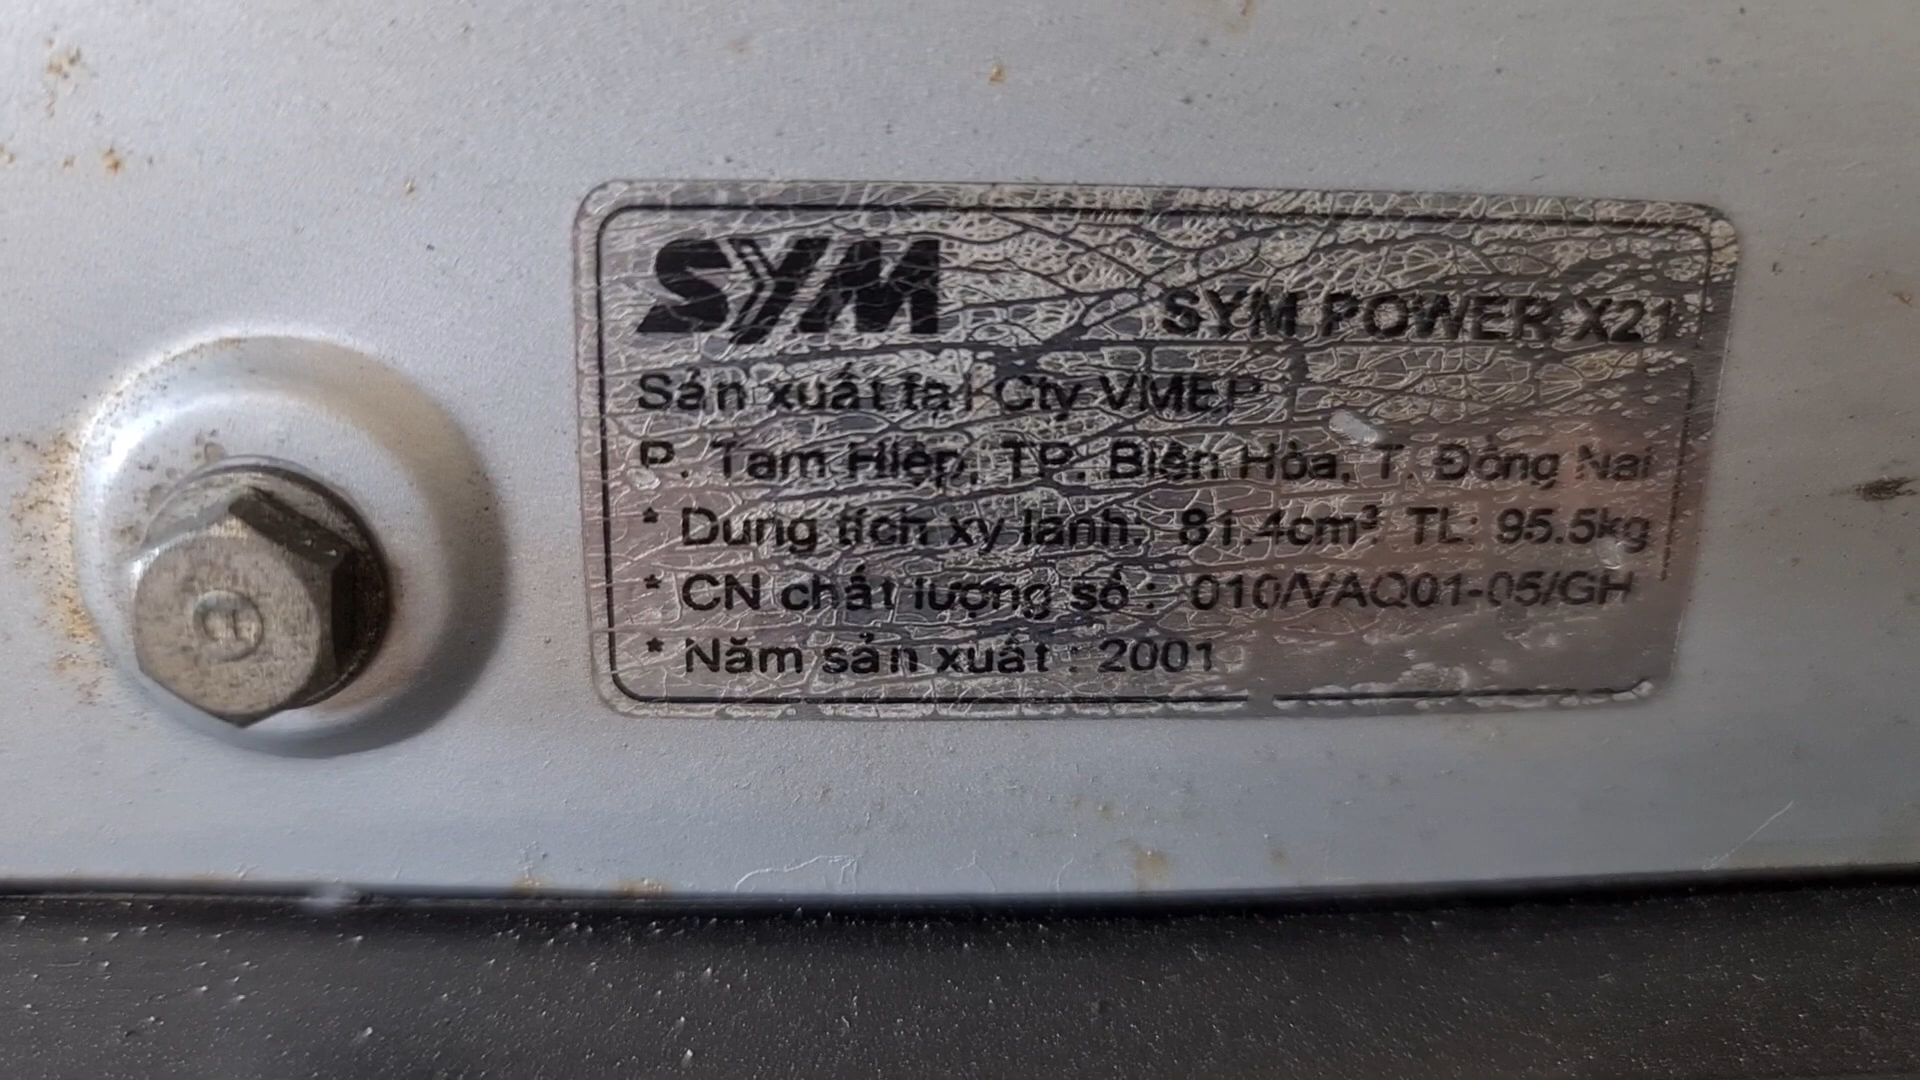 SYM
SYM POWER X21
Sản xuất tại Cty VMEP
P. Tam Hiệp, TP. Biên Hòa, T. Đồng Nai
* Dung tích xy lanh: 81.4cm³ TL: 95.5kg
* CN chất lượng số : 010/VAQ01-05/GH
* Năm sản xuất : 2001